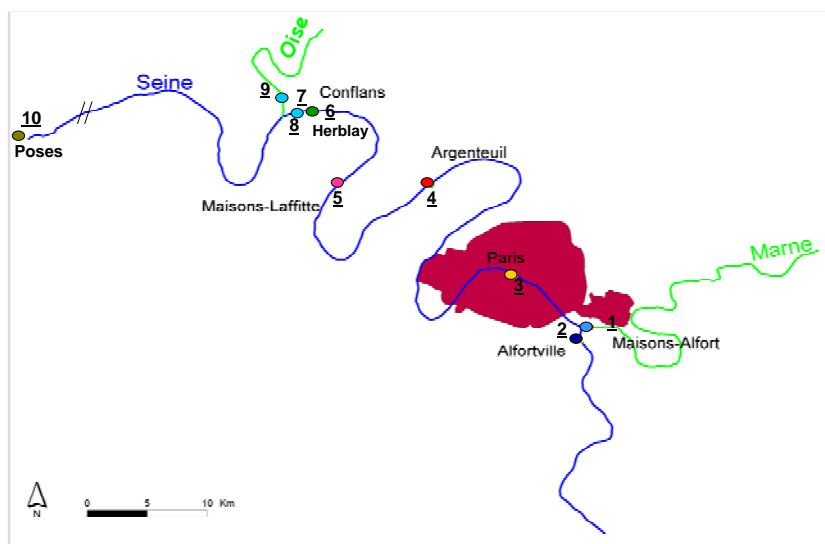 Oise
Seine
9
7
Conflans
6
8
Herblay
10
Poses
Argenteuil
Maisons-Laffitte
5
4
Marne
Paris
3
2
1
Alfortville
Maisons-Alfort
N
0 5 10 Km